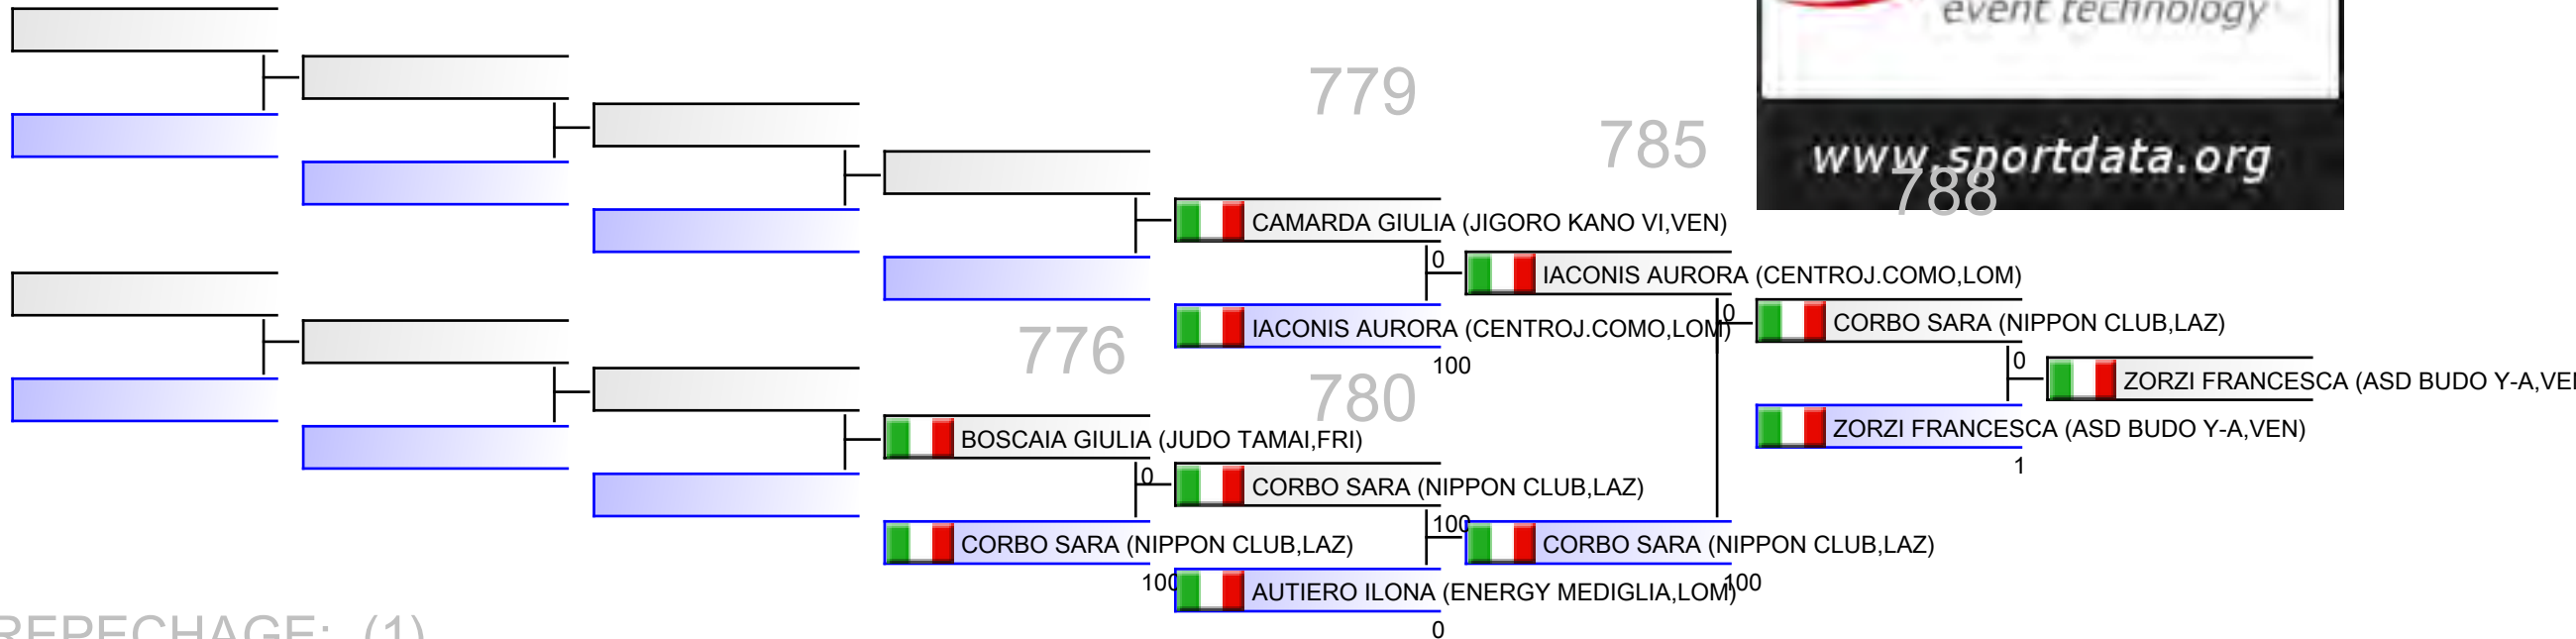 event technology
779
785
www.sportdata.org
788
CAMARDA GIULIA (JIGORO KANO VI,VEN)
0
IACONIS AURORA (CENTROJ.COMO,LOM)
0
IACONIS AURORA (CENTROJ.COMO,LOM)
100
CORBO SARA (NIPPON CLUB,LAZ)
0
776
780
ZORZI FRANCESCA (ASD BUDO Y-A,VE
ZORZI FRANCESCA (ASD BUDO Y-A,VEN)
1
BOSCAIA GIULIA (JUDO TAMAI,FRI)
0
CORBO SARA (NIPPON CLUB,LAZ)
100
CORBO SARA (NIPPON CLUB,LAZ)
100
CORBO SARA (NIPPON CLUB,LAZ)
100
AUTIERO ILONA (ENERGY MEDIGLIA,LOM)
0
REPECHAGE: (1)